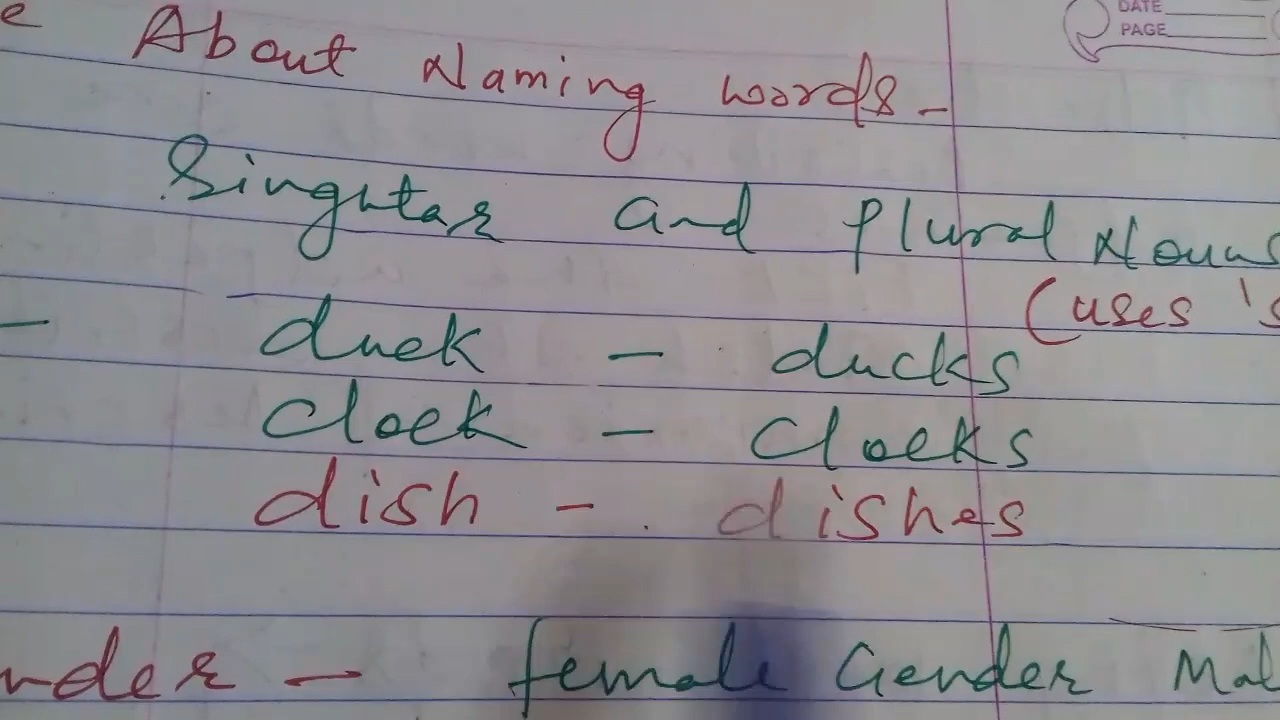 DATE
PAGE
e About Naming words-
Singular and plural Nouns
(uses 's
- duck - ducks
clock - clocks
dish - dishes
nder - female Gender Mal